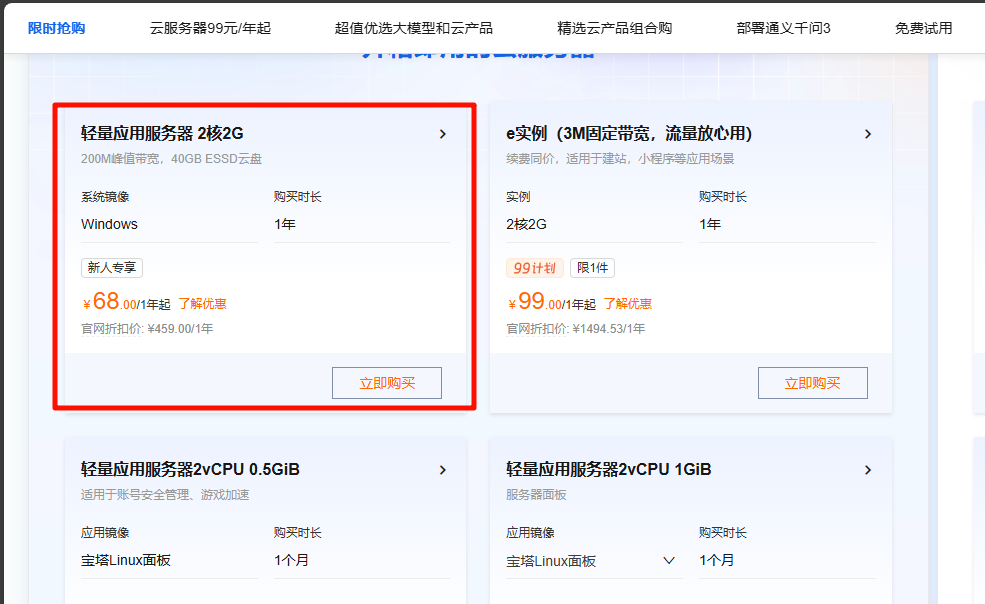 限时抢购
云服务器99元/年起
超值优选大模型和云产品
精选云产品组合购
部署通义千问3
免费试用
轻量应用服务器 2核2G
200M峰值带宽，40GB ESSD云盘
系统镜像
购买时长
Windows
1年
新人专享
¥68.00/1年起 了解优惠
官网折扣价: ¥459.00/1年
立即购买
e实例（3M固定带宽，流量放心用）
续费同价，适用于建站，小程序等应用场景
实例
购买时长
2核2G
1年
99计划 限1件
¥99.00/1年起 了解优惠
官网折扣价: ¥1494.53/1年
立即购买
轻量应用服务器2vCPU 0.5GiB
适用于账号安全管理、游戏加速
应用镜像
购买时长
宝塔Linux面板
1个月
轻量应用服务器2vCPU 1GiB
服务器面板
应用镜像
购买时长
宝塔Linux面板
1个月